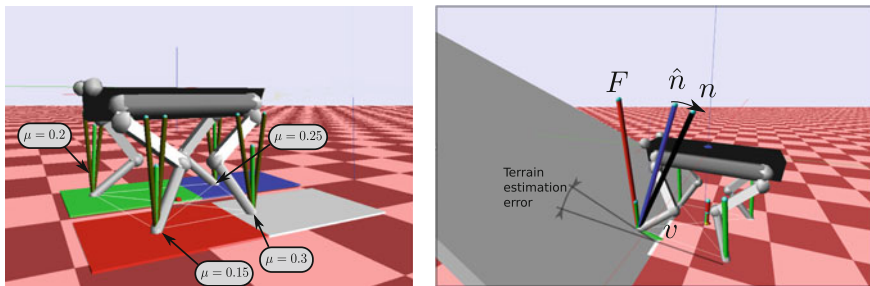 μ = 0.2
μ = 0.25
μ = 0.15
μ = 0.3
F
n̂
n
Terrain
estimation
error
v